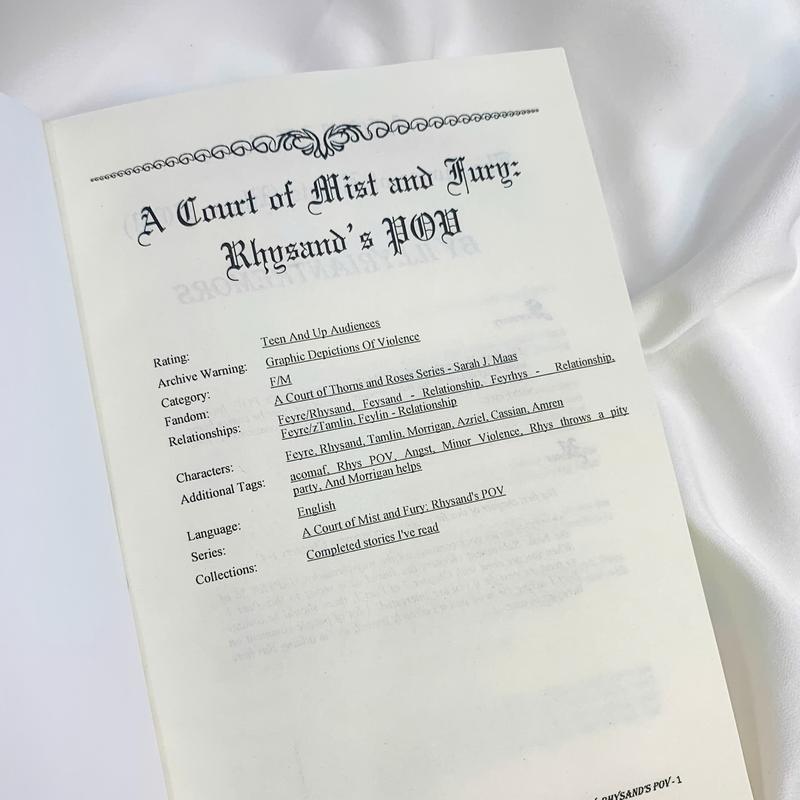 A Court of Mist and Fury:
Rhysand's POV
Rating: Teen And Up Audiences
Archive Warning: Graphic Depictions Of Violence
Category: F/M
Fandom: A Court of Thorns and Roses Series - Sarah J. Maas
Relationships: Feyre/Rhysand, Feysand - Relationship, Feyrhys - Relationship,
Feyre/zTamlin, Feylin - Relationship
Characters: Feyre, Rhysand, Tamlin, Morrigan, Azriel, Cassian, Amren
Additional Tags: acomaf, Rhys POV, Angst, Minor Violence, Rhys throws a pity
party, And Morrigan helps
Language: English
Series: A Court of Mist and Fury: Rhysand's POV
Collections: Completed stories I've read
RHYSAND'S POV - 1